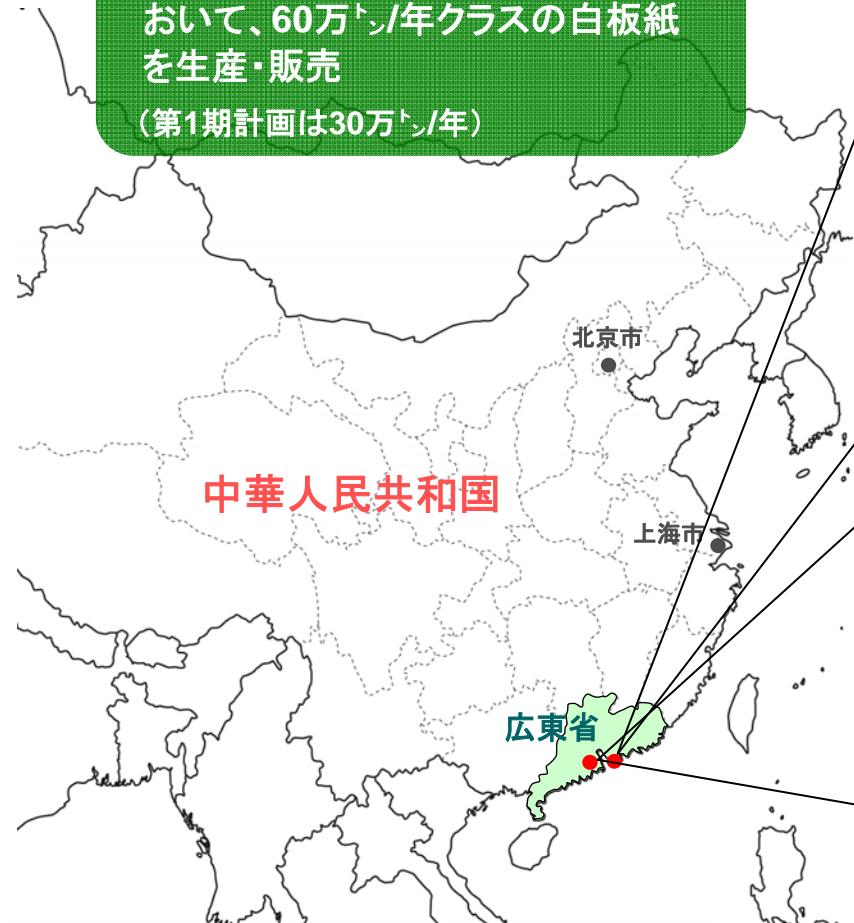 おいて、60万㌧/年クラスの白板紙
を生産・販売
（第1期計画は30万㌧/年）
北京市
中華人民共和国
上海市
広東省